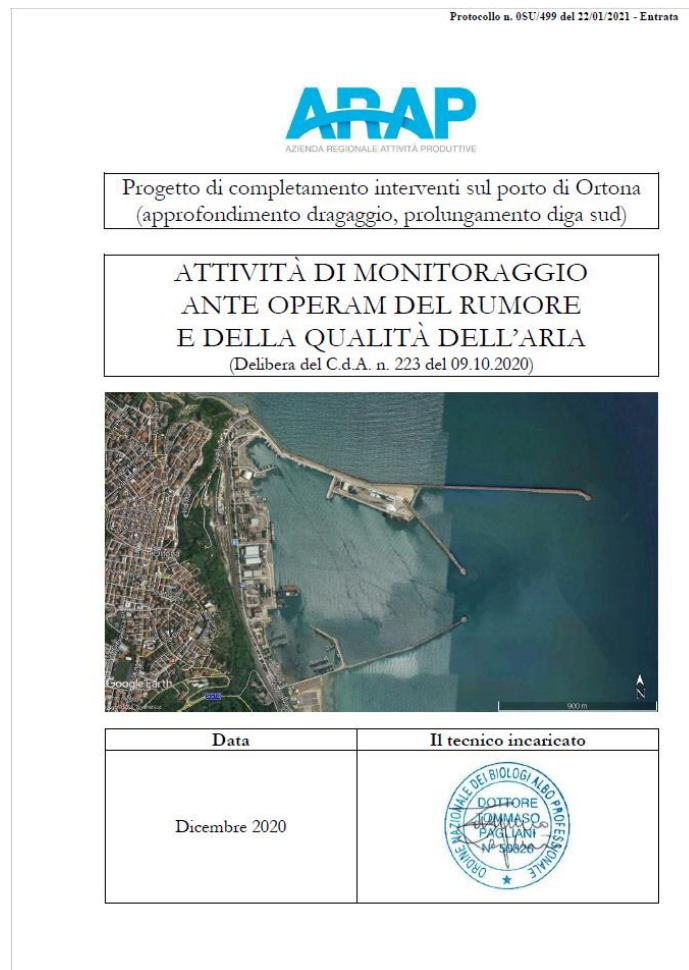 Protocollo n. 0SU/499 del 22/01/2021 - Entrata
ARAP
AZIENDA REGIONALE ATTIVITÀ PRODUTTIVE
Progetto di completamento interventi sul porto di Ortona
(approfondimento dragaggio, prolungamento diga sud)
ATTIVITÀ DI MONITORAGGIO
ANTE OPERAM DEL RUMORE
E DELLA QUALITÀ DELL’ARIA
(Delibera del C.d.A. n. 223 del 09.10.2020)
Ortona
Google Earth
SS16
900 m
N
Data
Il tecnico incaricato
Dicembre 2020
ORDINE NAZIONALE DEI BIOLOGI ALBO PROFESSIONALE
DOTTORE
TOMMASO
PAGLIANI